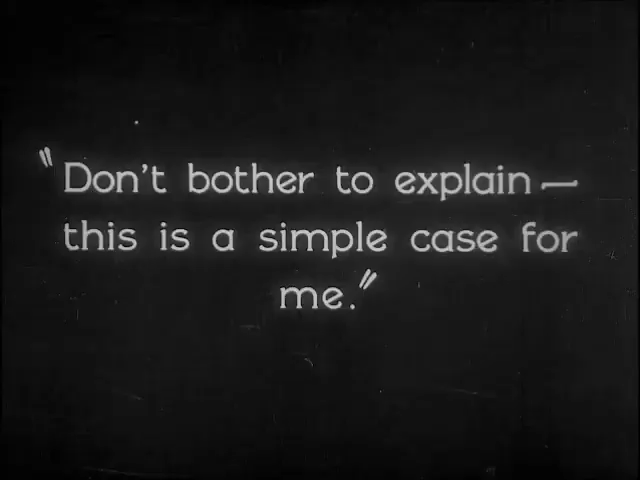 "Don't bother to explain—
this is a simple case for
me."